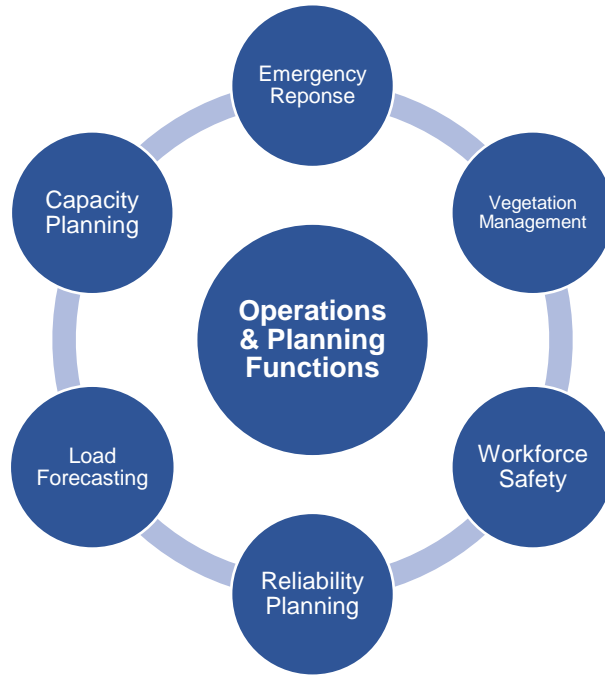 Emergency
Reponse
Capacity
Planning
Vegetation
Management
Operations
& Planning
Functions
Load
Forecasting
Workforce
Safety
Reliability
Planning